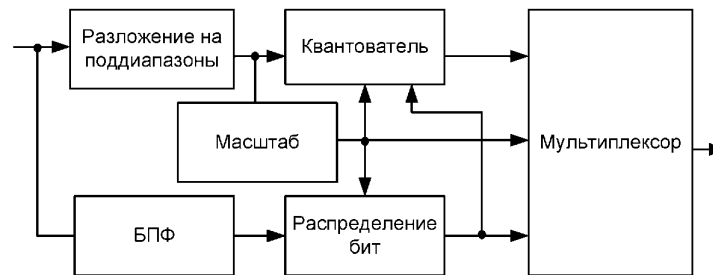 Разложение на
поддиапазоны
Квантователь
Масштаб
Мультиплексор
БПФ
Распределение
бит